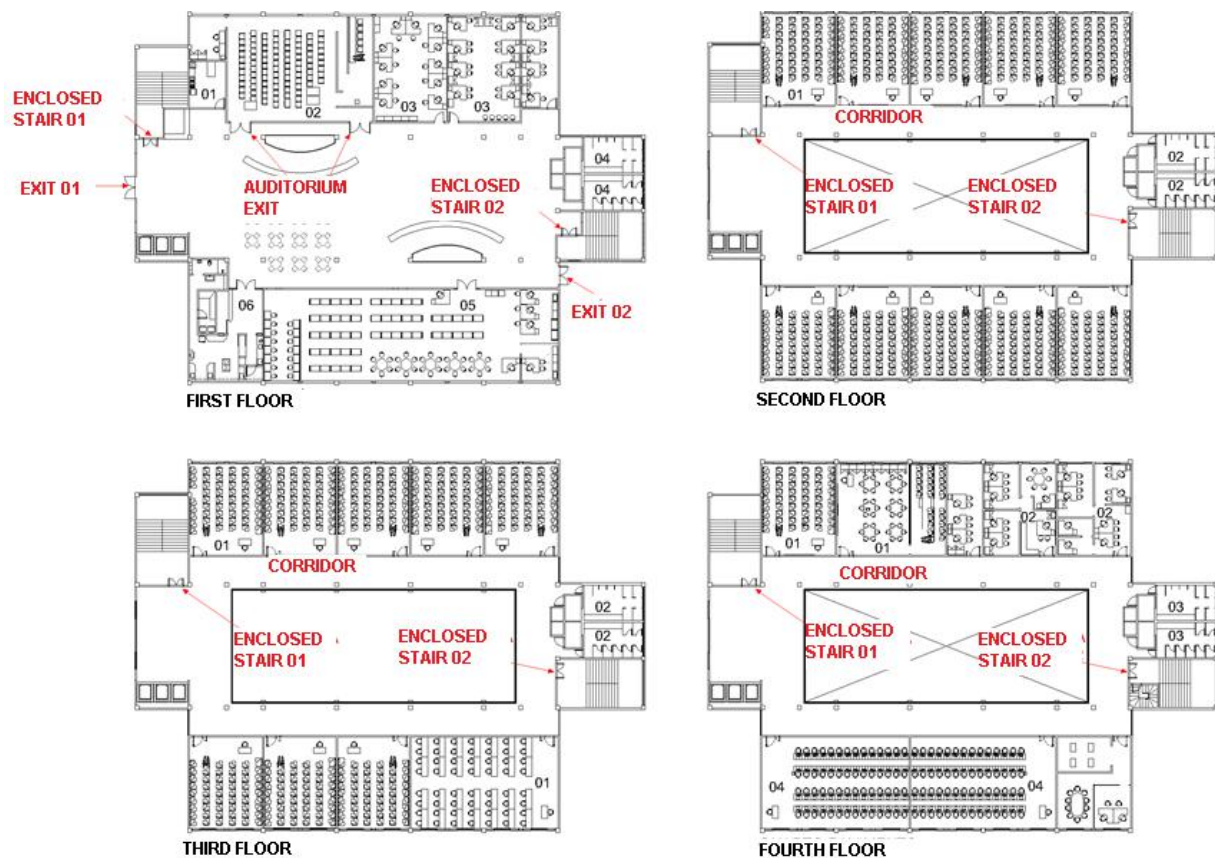 01
02
03
03
ENCLOSED
STAIR 01
EXIT 01
AUDITORIUM
EXIT
ENCLOSED
STAIR 02
04
04
EXIT 02
06
05
FIRST FLOOR
01
CORRIDOR
ENCLOSED
STAIR 01
ENCLOSED
STAIR 02
02
02
SECOND FLOOR
01
CORRIDOR
ENCLOSED
STAIR 01
ENCLOSED
STAIR 02
02
02
01
THIRD FLOOR
01
01
02
02
CORRIDOR
ENCLOSED
STAIR 01
ENCLOSED
STAIR 02
03
03
04
04
FOURTH FLOOR